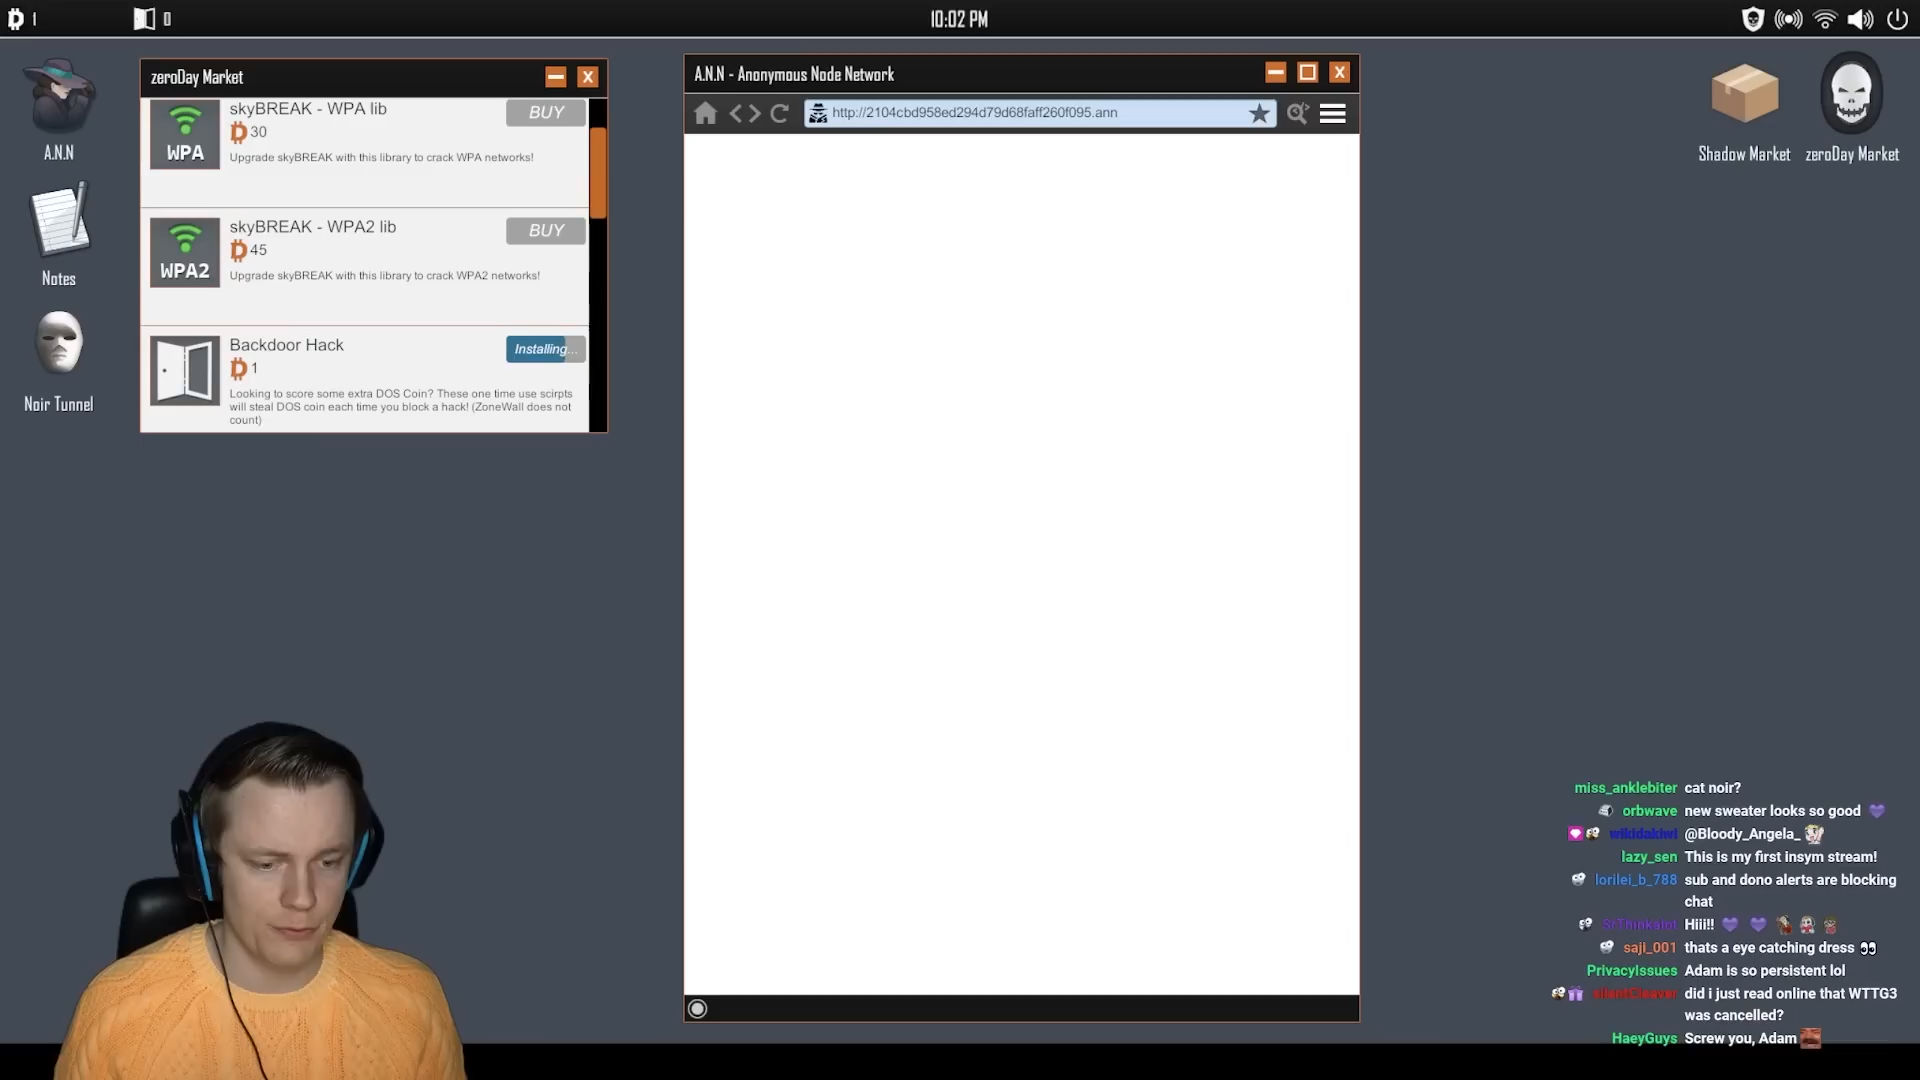 1
0
10:02 PM
A.N.N
Notes
Noir Tunnel
zeroDay Market
WPA
skyBREAK - WPA lib
30
Upgrade skyBREAK with this library to crack WPA networks!
BUY
WPA2
skyBREAK - WPA2 lib
45
Upgrade skyBREAK with this library to crack WPA2 networks!
BUY
Backdoor Hack
1
Looking to score some extra DOS Coin? These one time use scirpts
will steal DOS coin each time you block a hack! (ZoneWall does not
count)
Installing...
A.N.N - Anonymous Node Network
http://2104cbd958ed294d79d68faff260f095.ann
Shadow Market
zeroDay Market
miss_anklebiter cat noir?
orbwave new sweater looks so good
wikidakiwi @Bloody_Angela_
lazy_sen This is my first insym stream!
lorilei_b_788 sub and dono alerts are blocking
chat
SrThinkalot Hiii!!
saji_001 thats a eye catching dress
PrivacyIssues Adam is so persistent lol
silentCleaver did i just read online that WTTG3
was cancelled?
HaeyGuys Screw you, Adam